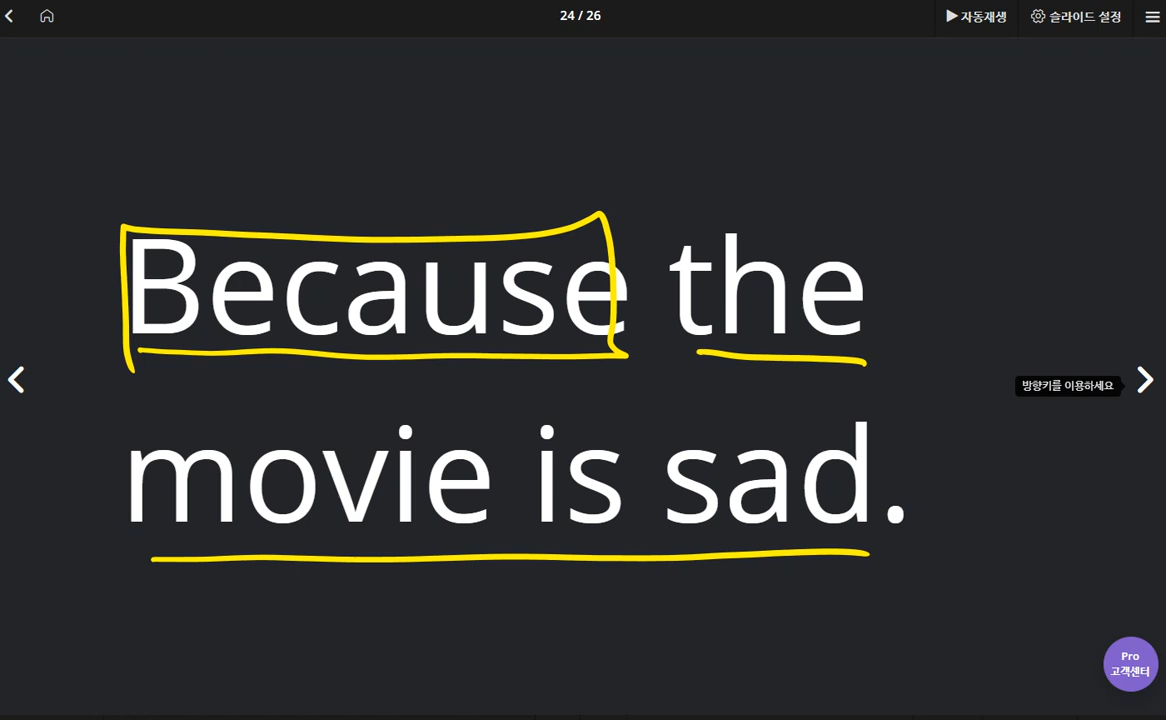 24 / 26
자동재생
슬라이드 설정
Because the
방향키를 이용하세요
movie is sad.
Pro
고객센터